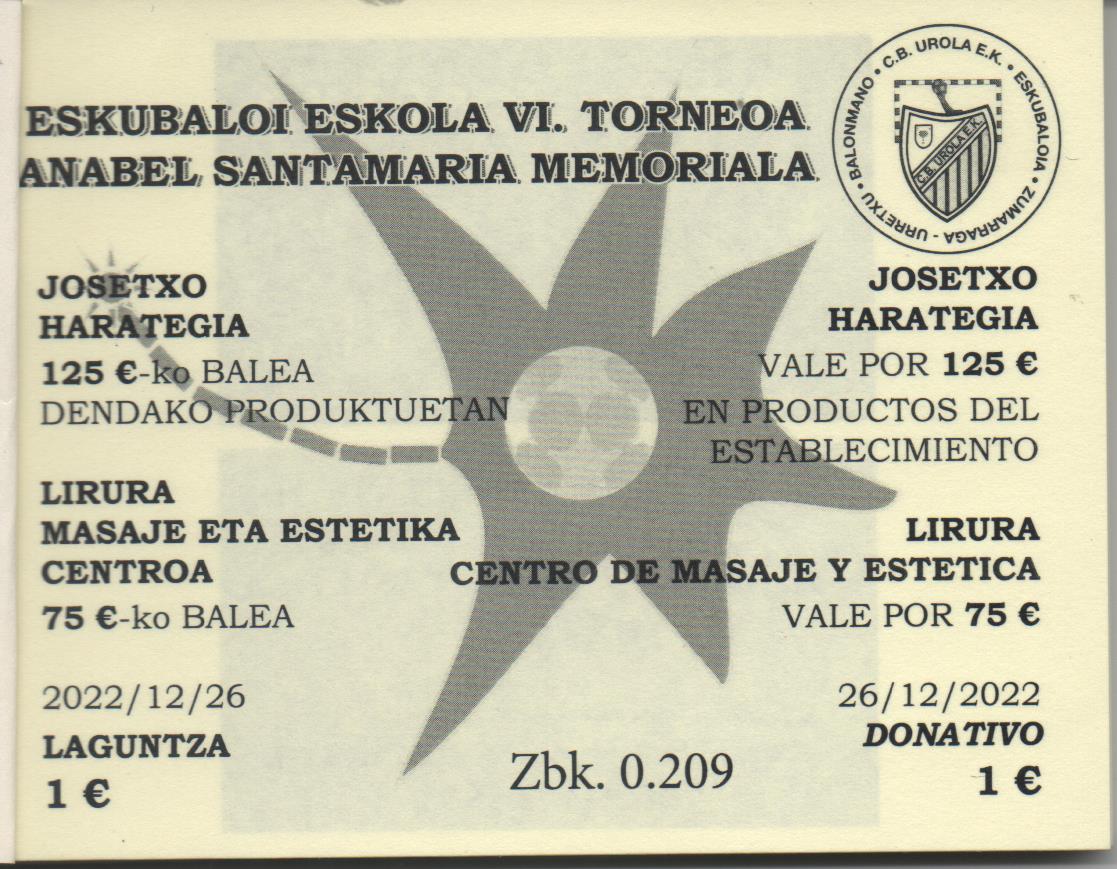 ESKUBALOI ESKOLA VI. TORNEOA
ANABEL SANTAMARIA MEMORIALA
C.B. UROLA E.K. • ESKUBALOIA • ZUMARRAGA - URRETXU • BALONMANO •
C.B. UROLA E.K.
JOSETXO
HARATEGIA
125 €-ko BALEA
DENDAKO PRODUKTUETAN
LIRURA
MASAJE ETA ESTETIKA
CENTROA
75 €-ko BALEA
2022/12/26
LAGUNTZA
1 €
JOSETXO
HARATEGIA
VALE POR 125 €
EN PRODUCTOS DEL
ESTABLECIMIENTO
LIRURA
CENTRO DE MASAJE Y ESTETICA
VALE POR 75 €
26/12/2022
DONATIVO
1 €
Zbk. 0.209